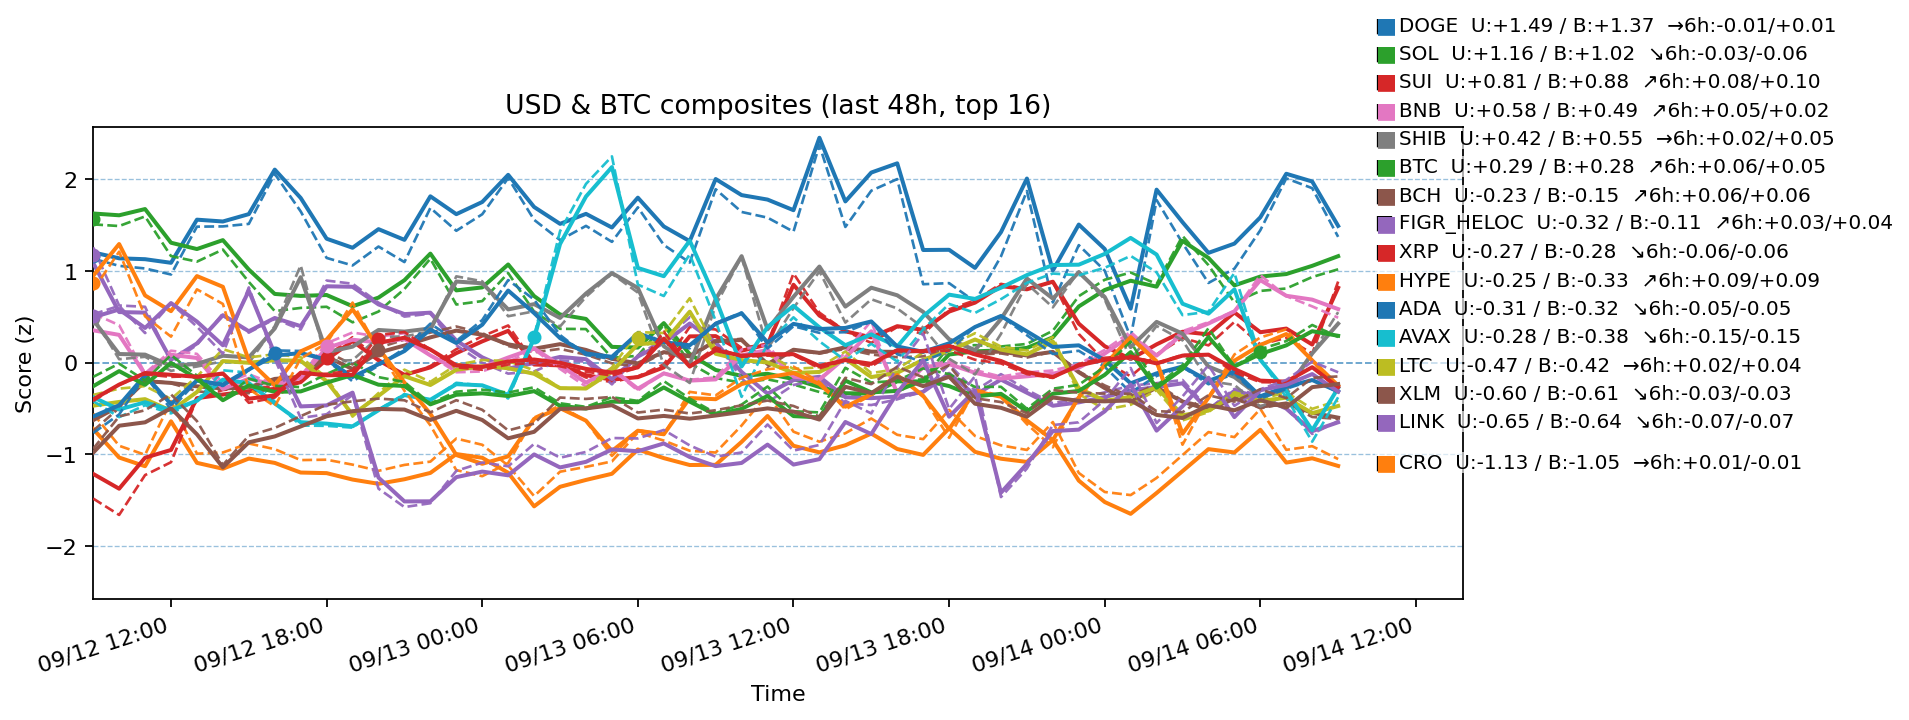 DOGE  U:+1.49 / B:+1.37  →6h:-0.01/+0.01
SOL  U:+1.16 / B:+1.02  ↘6h:-0.03/-0.06
SUI  U:+0.81 / B:+0.88  ↗6h:+0.08/+0.10
BNB  U:+0.58 / B:+0.49  ↗6h:+0.05/+0.02
SHIB  U:+0.42 / B:+0.55  →6h:+0.02/+0.05
BTC  U:+0.29 / B:+0.28  ↗6h:+0.06/+0.05
BCH  U:-0.23 / B:-0.15  ↗6h:+0.06/+0.06
FIGR_HELOC  U:-0.32 / B:-0.11  ↗6h:+0.03/+0.04
XRP  U:-0.27 / B:-0.28  ↘6h:-0.06/-0.06
HYPE  U:-0.25 / B:-0.33  ↗6h:+0.09/+0.09
ADA  U:-0.31 / B:-0.32  ↘6h:-0.05/-0.05
AVAX  U:-0.28 / B:-0.38  ↘6h:-0.15/-0.15
LTC  U:-0.47 / B:-0.42  →6h:+0.02/+0.04
XLM  U:-0.60 / B:-0.61  ↘6h:-0.03/-0.03
LINK  U:-0.65 / B:-0.64  ↘6h:-0.07/-0.07
CRO  U:-1.13 / B:-1.05  →6h:+0.01/-0.01
USD & BTC composites (last 48h, top 16)
Score (z)
2
1
0
−1
−2
09/12 12:00
09/12 18:00
09/13 00:00
09/13 06:00
09/13 12:00
09/13 18:00
09/14 00:00
09/14 06:00
09/14 12:00
Time